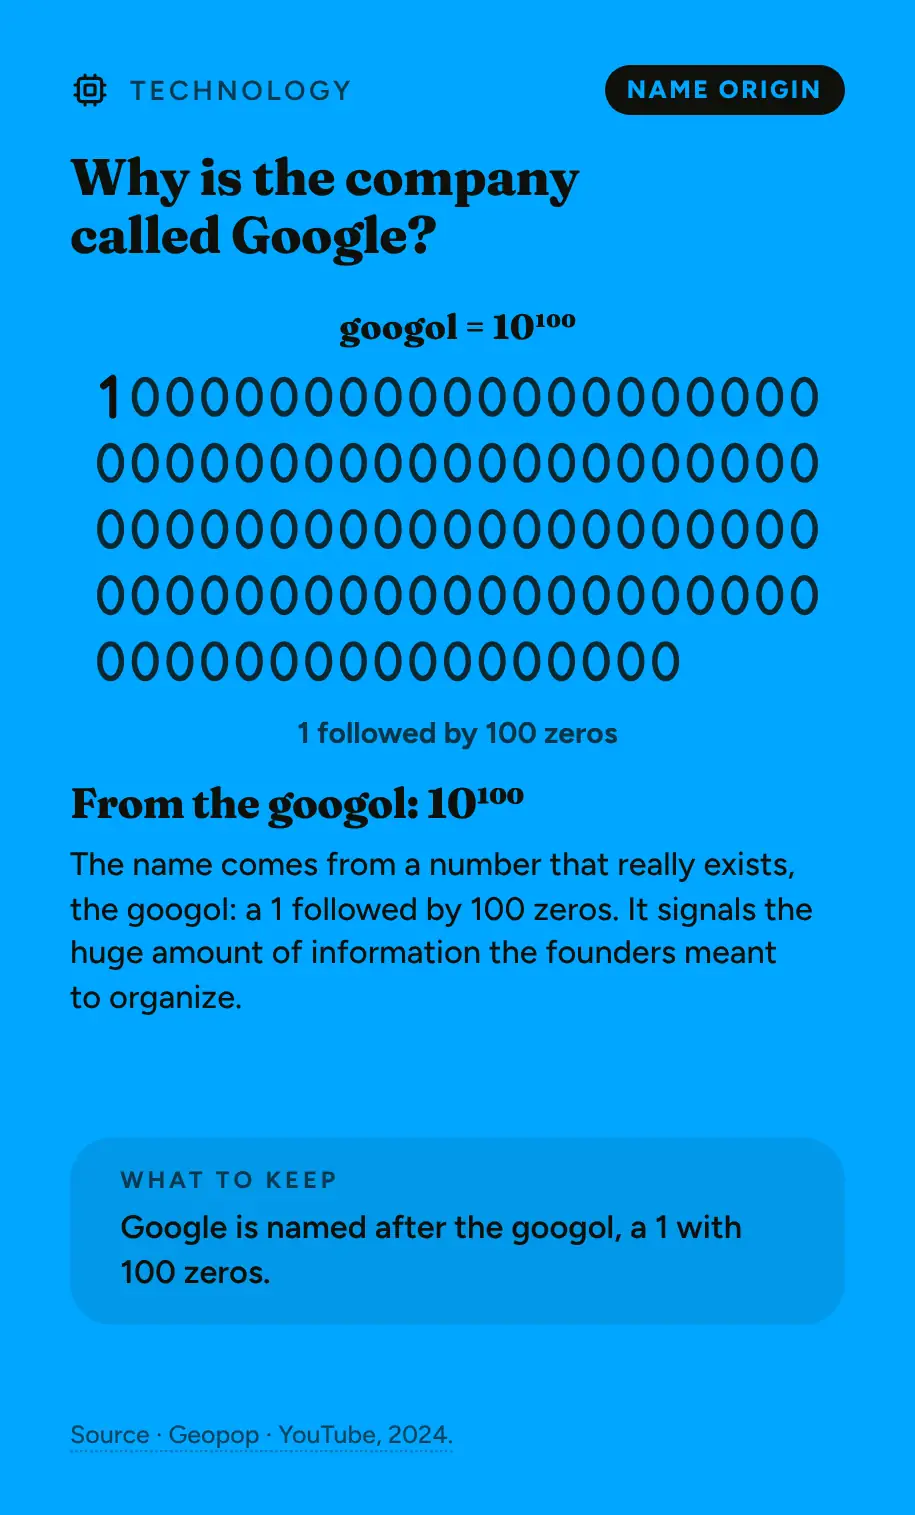 TECHNOLOGY
NAME ORIGIN
Why is the company
called Google?
googol = 10¹⁰⁰
100000000000000000000
000000000000000000000
000000000000000000000
000000000000000000000
00000000000000000
1 followed by 100 zeros
From the googol: 10¹⁰⁰
The name comes from a number that really exists,
the googol: a 1 followed by 100 zeros. It signals the
huge amount of information the founders meant
to organize.
WHAT TO KEEP
Google is named after the googol, a 1 with
100 zeros.
Source · Geopop · YouTube, 2024.